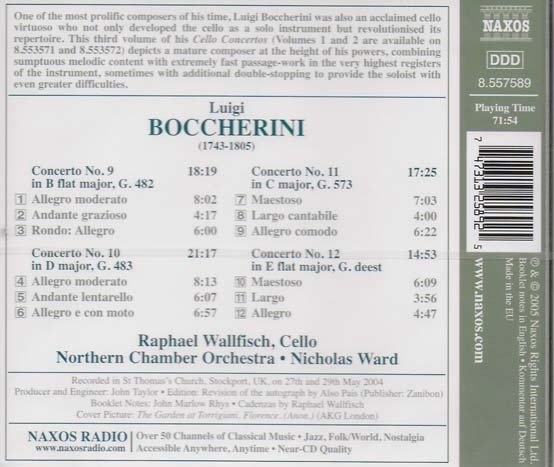 One of the most prolific composers of his time, Luigi Boccherini was also an acclaimed cello
virtuoso who not only developed the cello as a solo instrument but revolutionised its
repertoire. This third volume of his Cello Concertos (Volumes 1 and 2 are available on
8.553571 and 8.553572) depicts a mature composer at the height of his powers, combining
sumptuous melodic content with extremely fast passage-work in the very highest registers
of the instrument, sometimes with additional double-stopping to provide the soloist with
even greater difficulties.
Luigi
BOCCHERINI
(1743-1805)
Concerto No. 9 18:19
in B flat major, G. 482
1 Allegro moderato 8:02
2 Andante grazioso 4:17
3 Rondo: Allegro 6:00
Concerto No. 10 21:17
in D major, G. 483
4 Allegro moderato 8:13
5 Andante lentarello 6:07
6 Allegro e con moto 6:57
Concerto No. 11 17:25
in C major, G. 573
7 Maestoso 7:03
8 Largo cantabile 4:00
9 Allegro comodo 6:22
Concerto No. 12 14:53
in E flat major, G. deest
10 Maestoso 6:09
11 Largo 3:56
12 Allegro 4:47
Raphael Wallfisch, Cello
Northern Chamber Orchestra • Nicholas Ward
Recorded in St Thomas's Church, Stockport, UK, on 27th and 29th May 2004
Producer and Engineer: John Taylor • Edition: Revision of the autograph by Also Pais (Publisher: Zanibon)
Booklet Notes: John Marlow Rhys • Cadenzas by Raphael Wallfisch
Cover Picture: The Garden at Torrigiani, Florence. (Anon.) (AKG London)
NAXOS RADIO
www.naxosradio.com
Over 50 Channels of Classical Music • Jazz, Folk/World, Nostalgia
Accessible Anywhere, Anytime • Near-CD Quality
NAXOS
DDD
8.557589
Playing Time
71:54
7 47313 25892 5
www.naxos.com
℗ & © 2005 Naxos Rights International Ltd.
Booklet notes in English • Kommentar auf Deutsch
Made in the EU